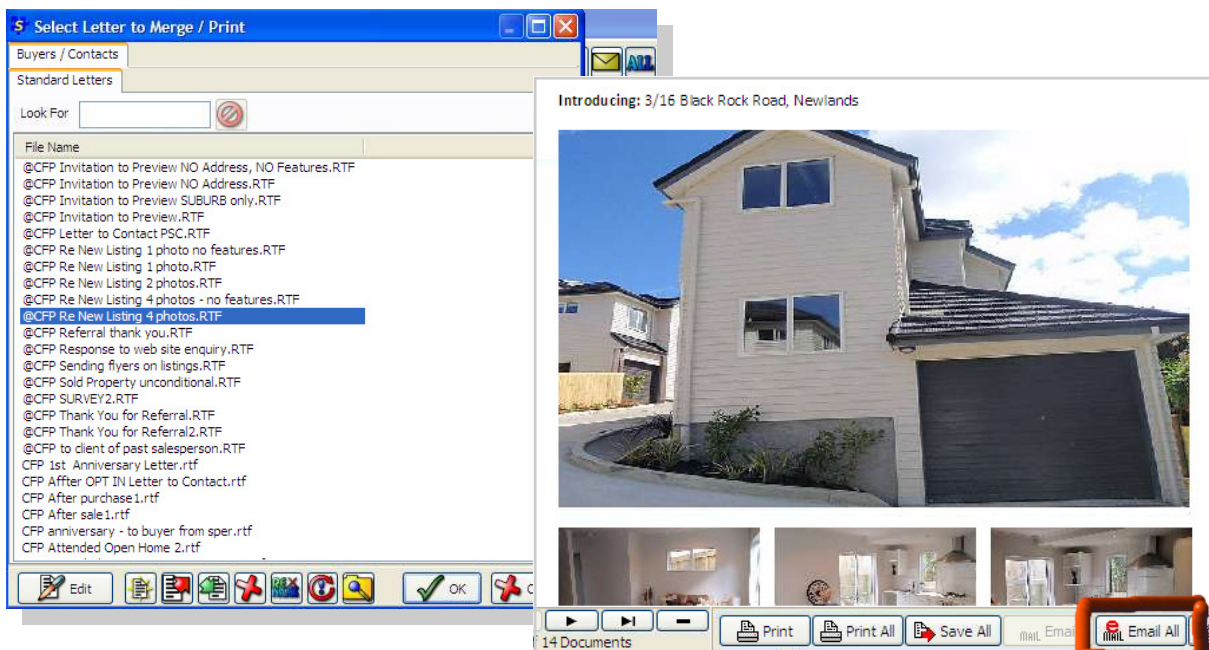 Select Letter to Merge / Print
Buyers / Contacts
Standard Letters
Look For
File Name
@CFP Invitation to Preview NO Address, NO Features.RTF
@CFP Invitation to Preview NO Address.RTF
@CFP Invitation to Preview SUBURB only.RTF
@CFP Invitation to Preview.RTF
@CFP Letter to Contact PSC.RTF
@CFP Re New Listing 1 photo no features.RTF
@CFP Re New Listing 1 photo.RTF
@CFP Re New Listing 2 photos.RTF
@CFP Re New Listing 4 photos - no features.RTF
@CFP Re New Listing 4 photos.RTF
@CFP Referral thank you.RTF
@CFP Response to web site enquiry.RTF
@CFP Sending flyers on listings.RTF
@CFP Sold Property unconditional.RTF
@CFP SURVEY2.RTF
@CFP Thank You for Referral.RTF
@CFP Thank You for Referral2.RTF
@CFP to client of past salesperson.RTF
CFP 1st Anniversary Letter.rtf
CFP Affter OPT IN Letter to Contact.rtf
CFP After purchase1.rtf
CFP After sale1.rtf
CFP anniversary - to buyer from sper.rtf
CFP Attended Open Home 2.rtf
Edit
OK
ALL
Introducing: 3/16 Black Rock Road, Newlands
14 Documents
Print
Print All
Save All
MAIL Email
MAIL Email All